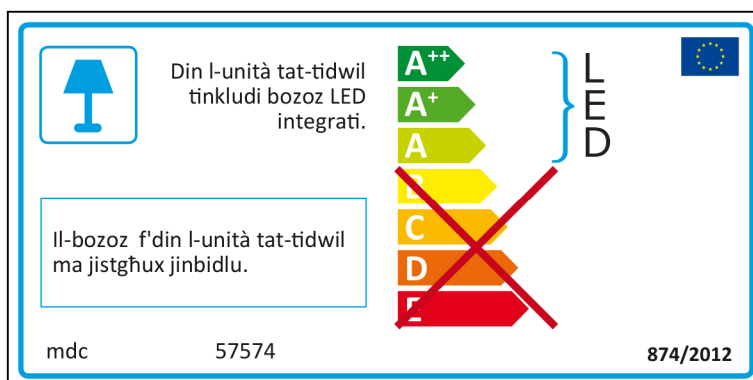 Din l-unità tat-tidwil
tinkludi bozoz LED
integrati.
A++
A+
A
B
C
D
E
L
E
D
Il-bozoz f'din l-unità tat-tidwil
ma jistgħux jinbidlu.
mdc 57574
874/2012